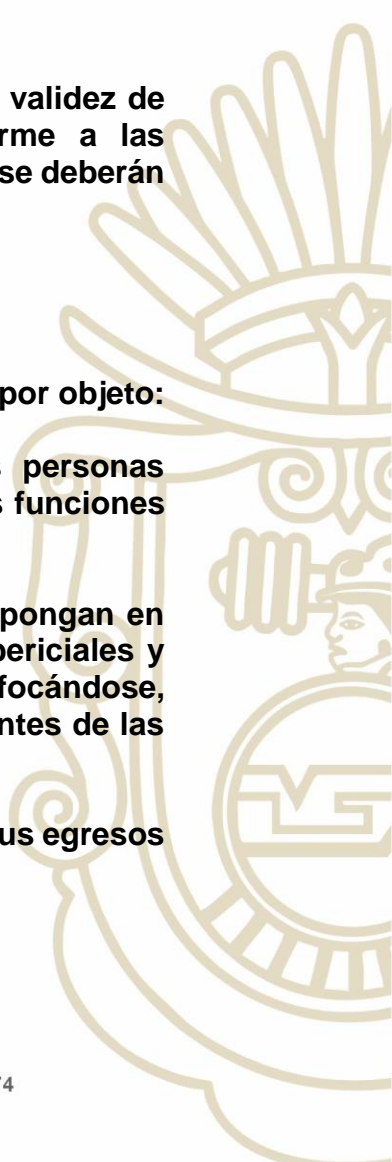 validez de
rme a las
se deberán
por objeto:
personas
funciones
pongan en
periciales y
focándose,
ntes de las
us egresos
74